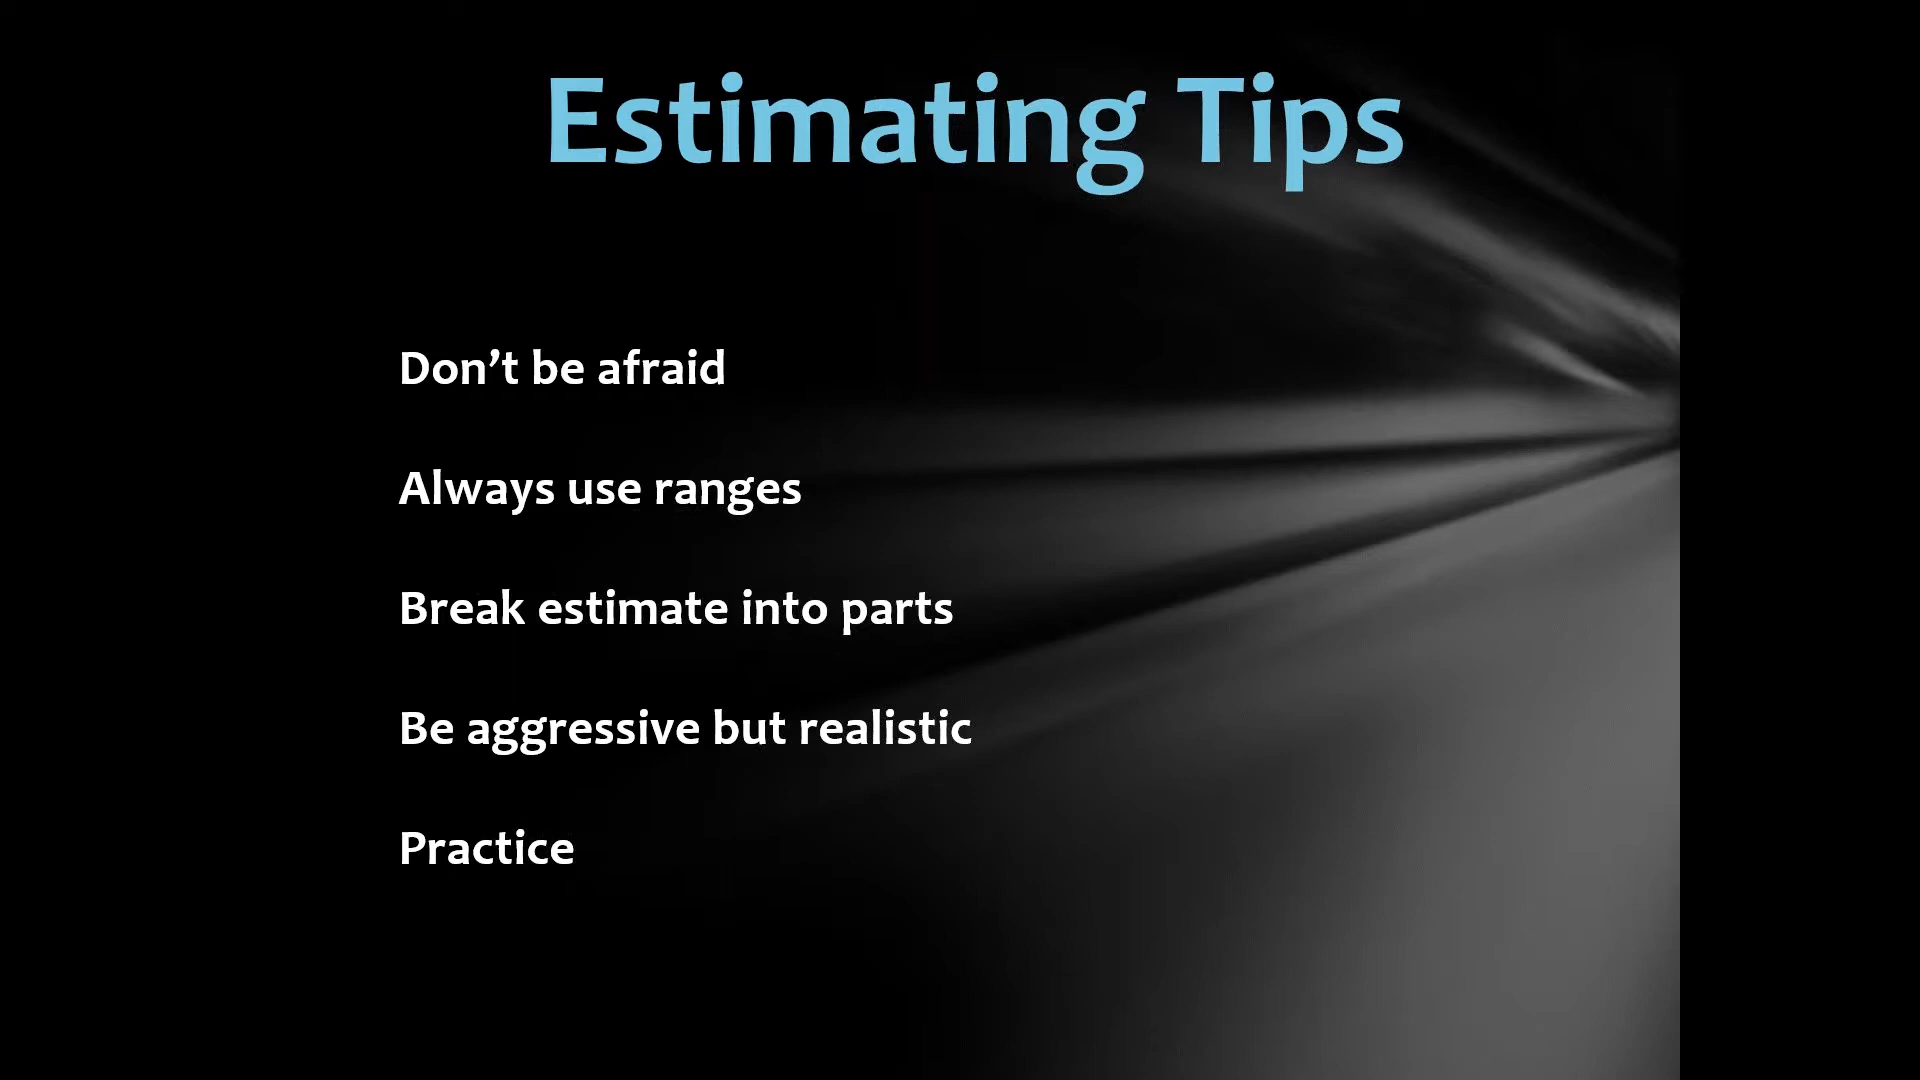 Estimating Tips
Don’t be afraid
Always use ranges
Break estimate into parts
Be aggressive but realistic
Practice